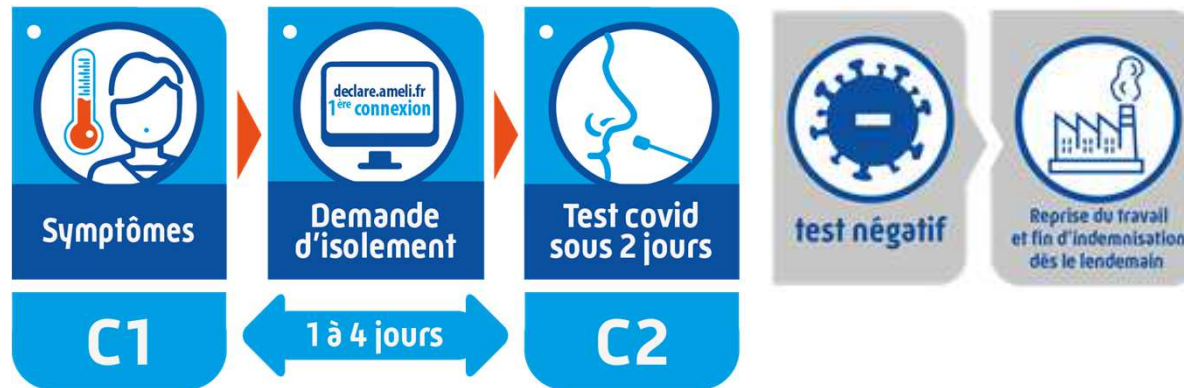 declare.ameli.fr
1ère connexion
Symptômes
Demande
d'isolement
Test covid
sous 2 jours
test négatif
Reprise du travail
et fin d'indemnisation
dès le lendemain
C1
1 à 4 jours
C2